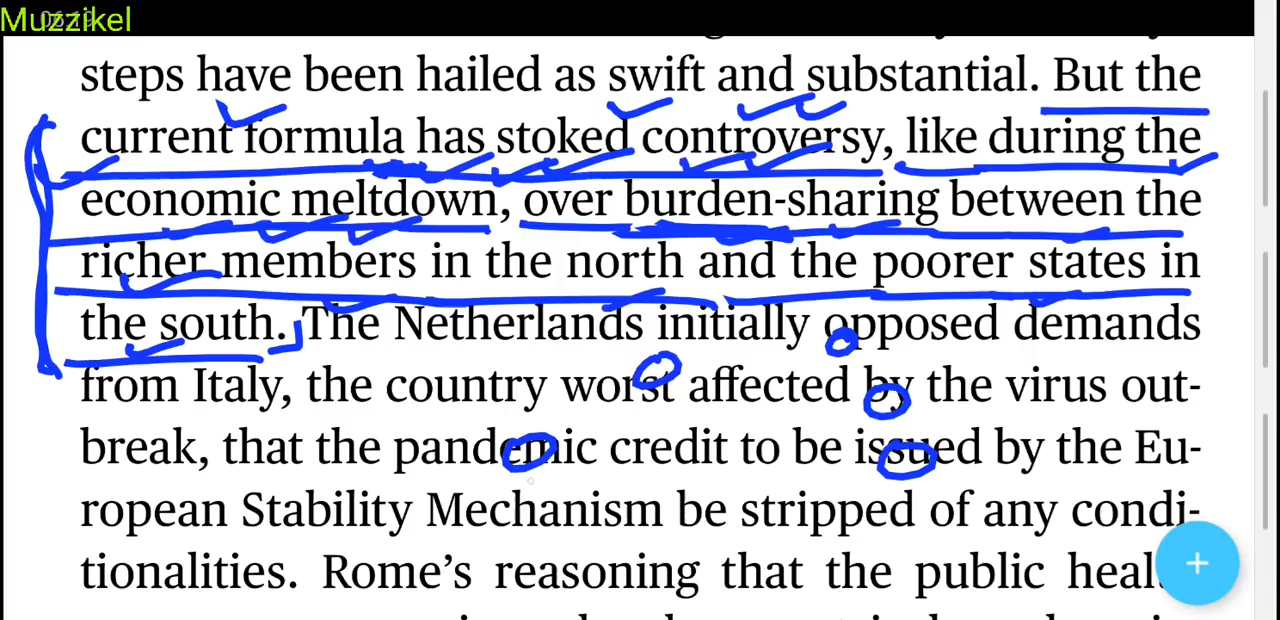 Muzzikel
steps have been hailed as swift and substantial. But the
current formula has stoked controversy, like during the
economic meltdown, over burden-sharing between the
richer members in the north and the poorer states in
the south. The Netherlands initially opposed demands
from Italy, the country worst affected by the virus out-
break, that the pandemic credit to be issued by the Eu-
ropean Stability Mechanism be stripped of any condi-
tionalities. Rome’s reasoning that the public
+